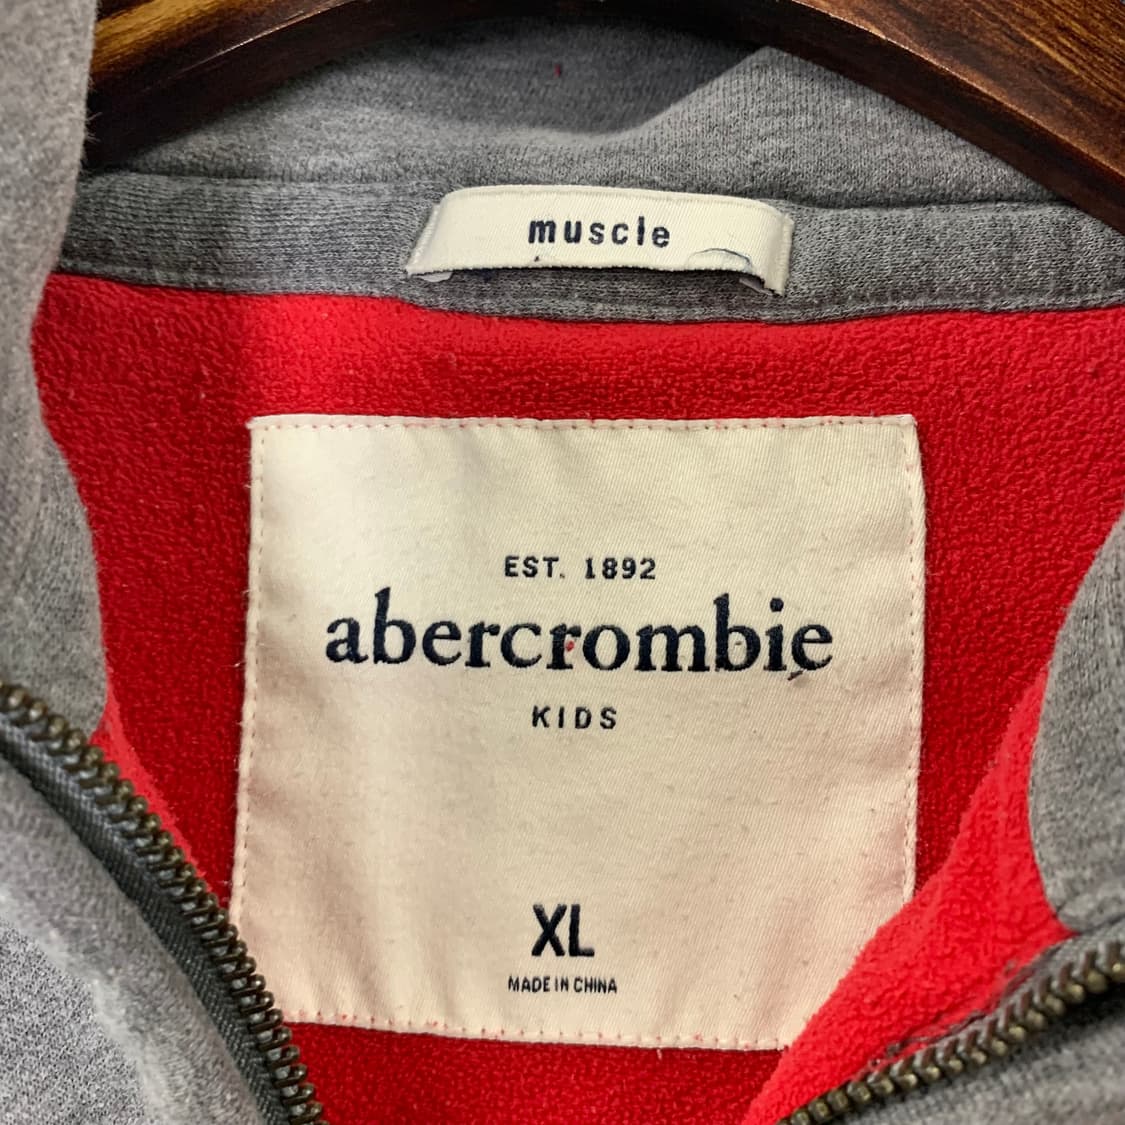 muscle
EST. 1892
abercrombie
KIDS
XL
MADE IN CHINA